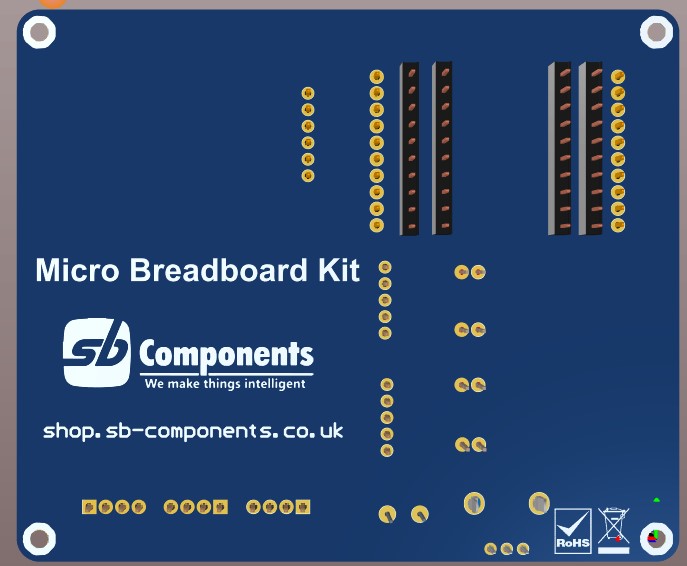 Micro Breadboard Kit
sb Components
We make things intelligent
shop.sb-components.co.uk
RoHS